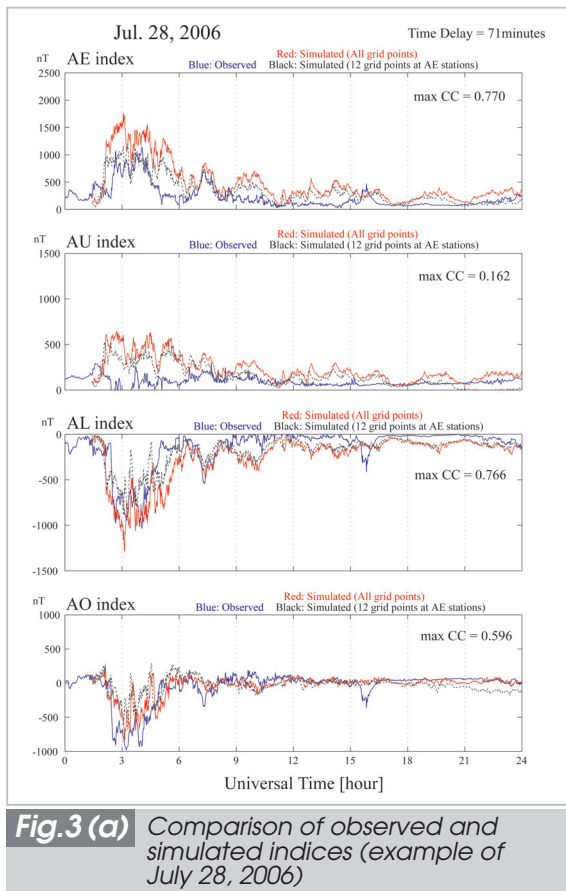 Jul. 28, 2006
Time Delay = 71minutes
nT
AE index
Red: Simulated (All grid points)
Blue: Observed Black: Simulated (12 grid points at AE stations)
2500
max CC = 0.770
2000
1500
1000
500
0
nT
AU index
Red: Simulated (All grid points)
Blue: Observed Black: Simulated (12 grid points at AE stations)
1500
max CC = 0.162
1000
500
0
nT
AL index
Red: Simulated (All grid points)
Blue: Observed Black: Simulated (12 grid points at AE stations)
0
max CC = 0.766
-500
-1000
-1500
nT
AO index
Red: Simulated (All grid points)
Blue: Observed Black: Simulated (12 grid points at AE stations)
1000
max CC = 0.596
500
0
-500
-1000
0 3 6 9 12 15 18 21 24
Universal Time [hour]
Fig.3 (a) Comparison of observed and
simulated indices (example of
July 28, 2006)